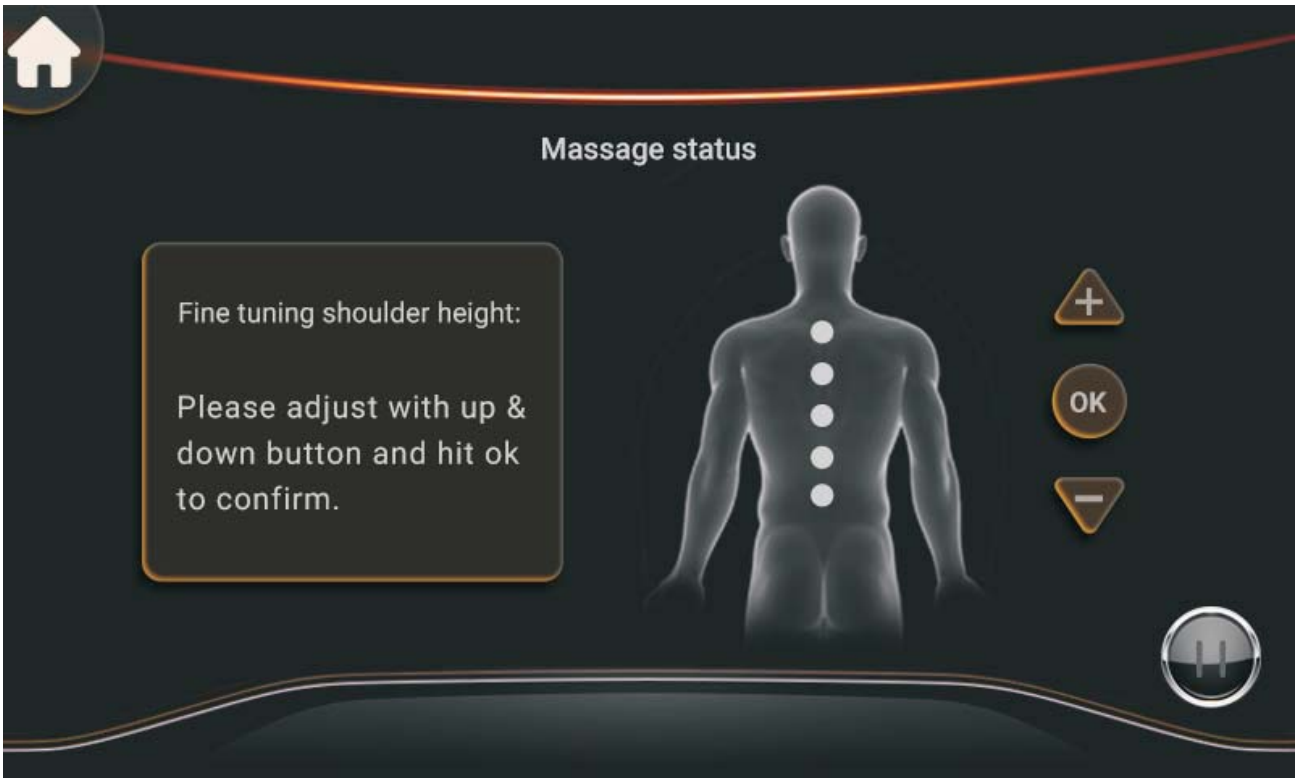 Massage status
Fine tuning shoulder height:
Please adjust with up &
down button and hit ok
to confirm.
+
OK
−